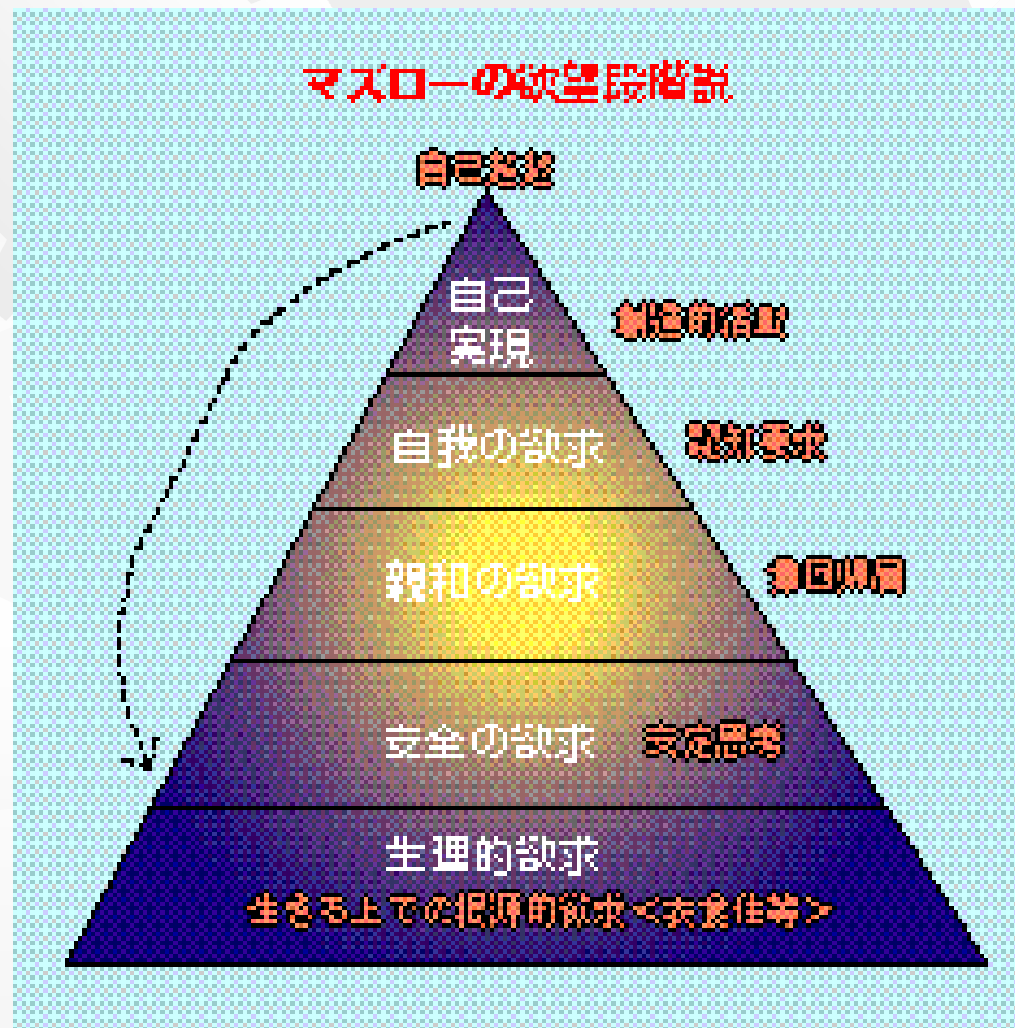 マズローの欲望段階説
自己超越
自己
実現
創造的活動
自我の欲求
認知要求
親和の欲求
集団帰属
安全の欲求 安定思考
生理的欲求
生きる上での根源的欲求<衣食住等>